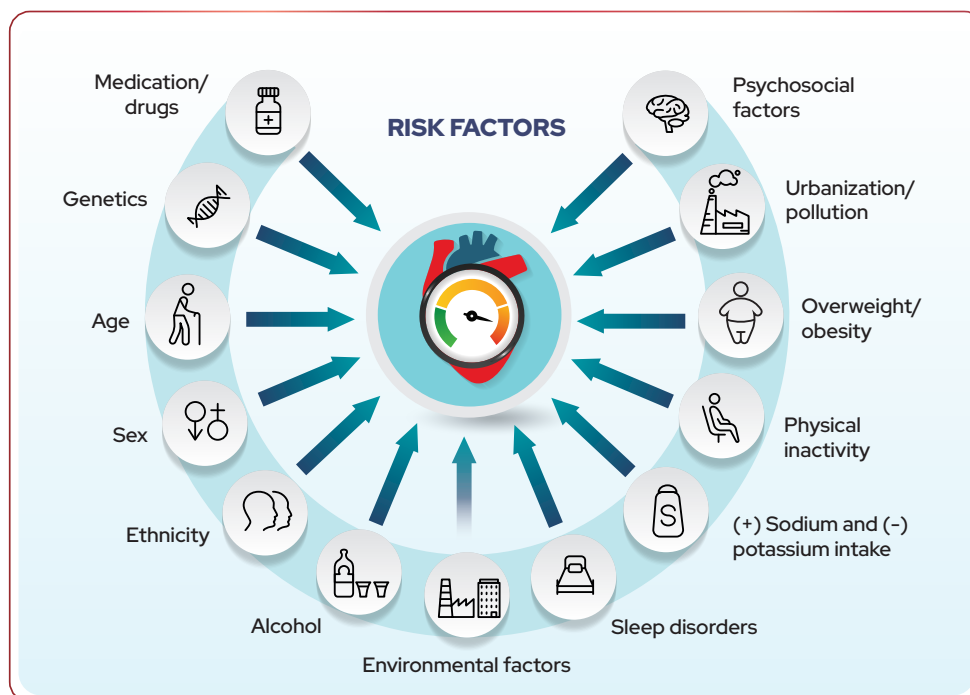 RISK FACTORS
Medication/
drugs
Genetics
Age
Sex
Ethnicity
Alcohol
Environmental factors
Sleep disorders
(+) Sodium and (-)
potassium intake
S
Physical
inactivity
Overweight/
obesity
Urbanization/
pollution
Psychosocial
factors